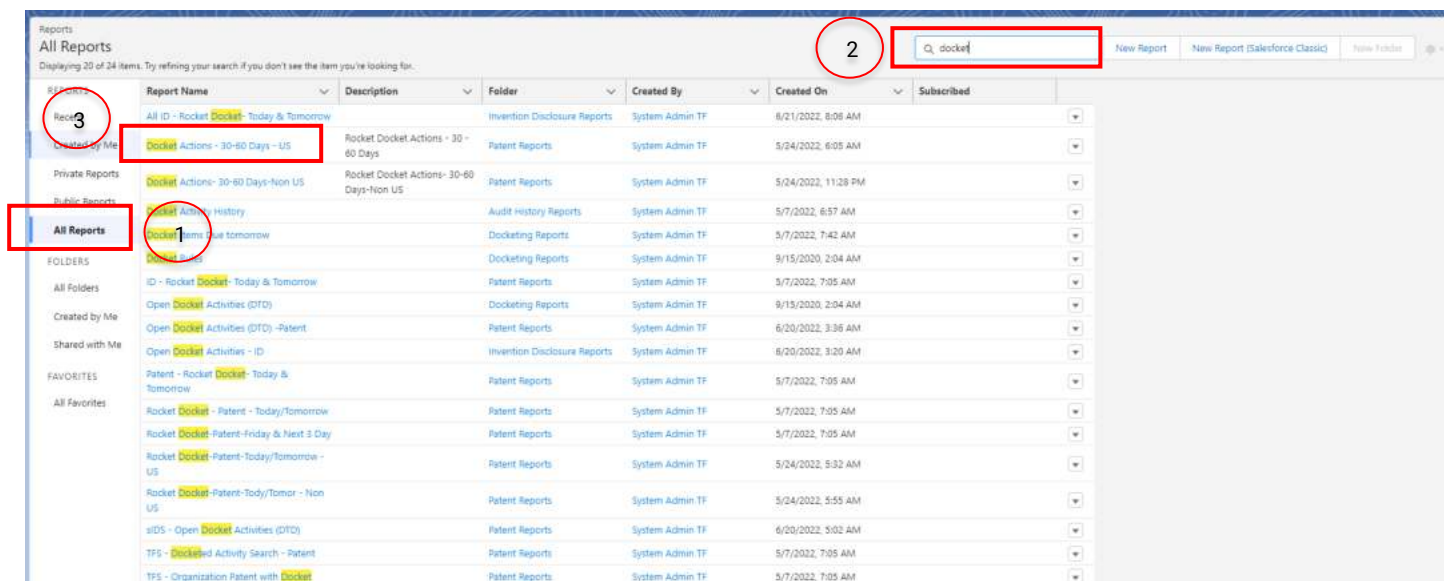 Reports
All Reports
Displaying 20 of 24 items. Try refining your search if you don't see the item you're looking for.
2
docket
New Report
New Report (Salesforce Classic)
New Folder
REPORTS
Recent
3
Created by Me
Private Reports
Public Reports
All Reports
1
FOLDERS
All Folders
Created by Me
Shared with Me
FAVORITES
All Favorites
Report Name Description Folder Created By Created On Subscribed
All ID - Rocket Docket- Today & Tomorrow Invention Disclosure Reports System Admin TF 6/21/2022, 8:06 AM
Docket Actions - 30-60 Days - US Rocket Docket Actions - 30 - Patent Reports System Admin TF 5/24/2022, 6:05 AM
60 Days
Docket Actions- 30-60 Days-Non US Rocket Docket Actions- 30-60 Patent Reports System Admin TF 5/24/2022, 11:28 PM
Days-Non US
Docket Activity History Audit History Reports System Admin TF 5/7/2022, 6:57 AM
Docket Items Due tomorrow Docketing Reports System Admin TF 5/7/2022, 7:42 AM
Docket Rules Docketing Reports System Admin TF 9/15/2020, 2:04 AM
ID - Rocket Docket- Today & Tomorrow Patent Reports System Admin TF 5/7/2022, 7:05 AM
Open Docket Activities (DTD) Docketing Reports System Admin TF 9/15/2020, 2:04 AM
Open Docket Activities (DTD) -Patent Patent Reports System Admin TF 6/20/2022, 3:36 AM
Open Docket Activities - ID Invention Disclosure Reports System Admin TF 6/20/2022, 3:20 AM
Patent - Rocket Docket- Today & Patent Reports System Admin TF 5/7/2022, 7:05 AM
Tomorrow
Rocket Docket - Patent - Today/Tomorrow Patent Reports System Admin TF 5/7/2022, 7:05 AM
Rocket Docket-Patent-Friday & Next 3 Day Patent Reports System Admin TF 5/7/2022, 7:05 AM
Rocket Docket-Patent-Today/Tomorrow - Patent Reports System Admin TF 5/24/2022, 5:32 AM
US
Rocket Docket-Patent-Tody/Tomor - Non Patent Reports System Admin TF 5/24/2022, 5:55 AM
US
sIDS - Open Docket Activities (DTD) Patent Reports System Admin TF 6/20/2022, 5:02 AM
TFS - Docketed Activity Search - Patent Patent Reports System Admin TF 5/7/2022, 7:05 AM
TFS - Organization Patent with Docket Patent Reports System Admin TF 5/7/2022, 7:05 AM